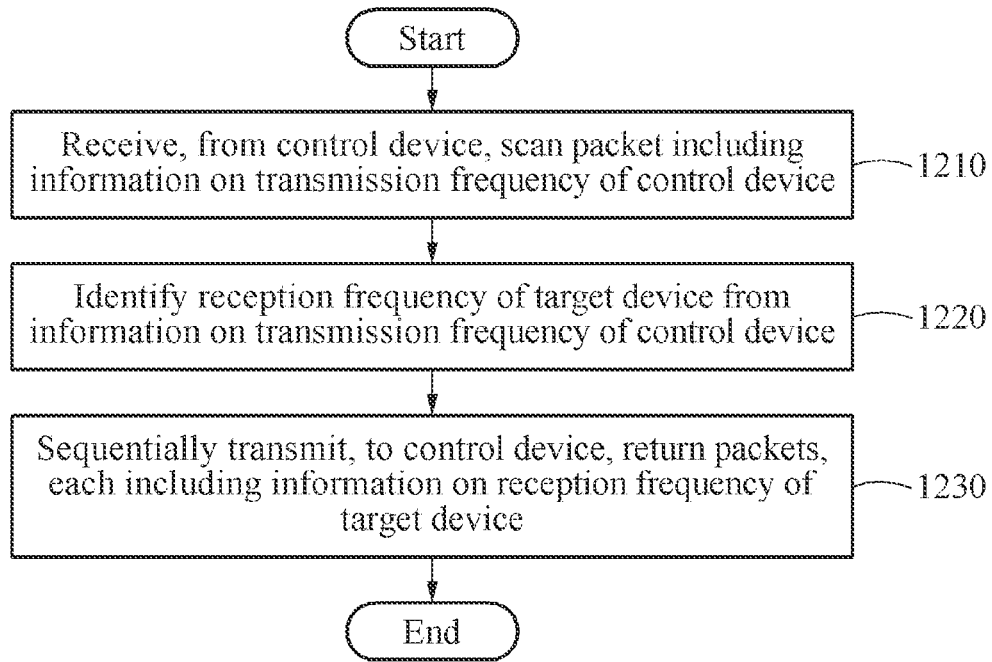 Start
Receive, from control device, scan packet including
information on transmission frequency of control device
1210
Identify reception frequency of target device from
information on transmission frequency of control device
1220
Sequentially transmit, to control device, return packets,
each including information on reception frequency of
target device
1230
End